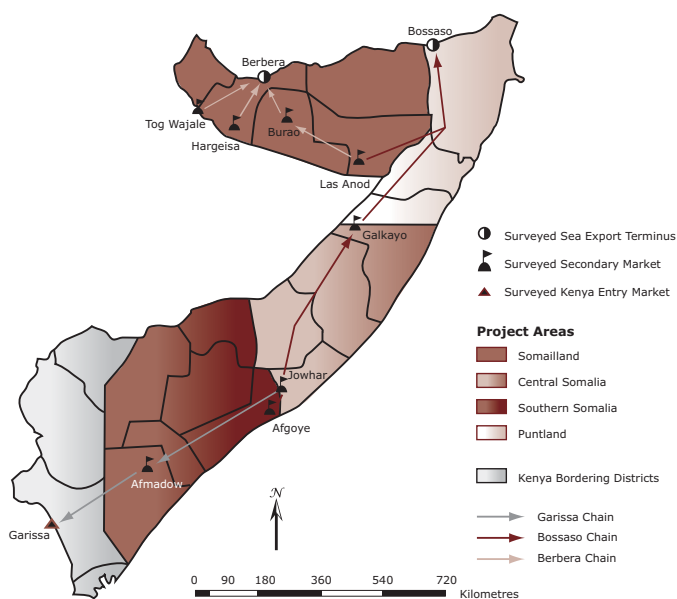 Bossaso
Berbera
Tog Wajale
Hargeisa
Burao
Las Anod
Galkayo
Jowhar
Afgoye
Afmadow
Garissa
N
0 90 180 360 540 720
Kilometres
Surveyed Sea Export Terminus
Surveyed Secondary Market
Surveyed Kenya Entry Market
Project Areas
Somailland
Central Somalia
Southern Somalia
Puntland
Kenya Bordering Districts
Garissa Chain
Bossaso Chain
Berbera Chain